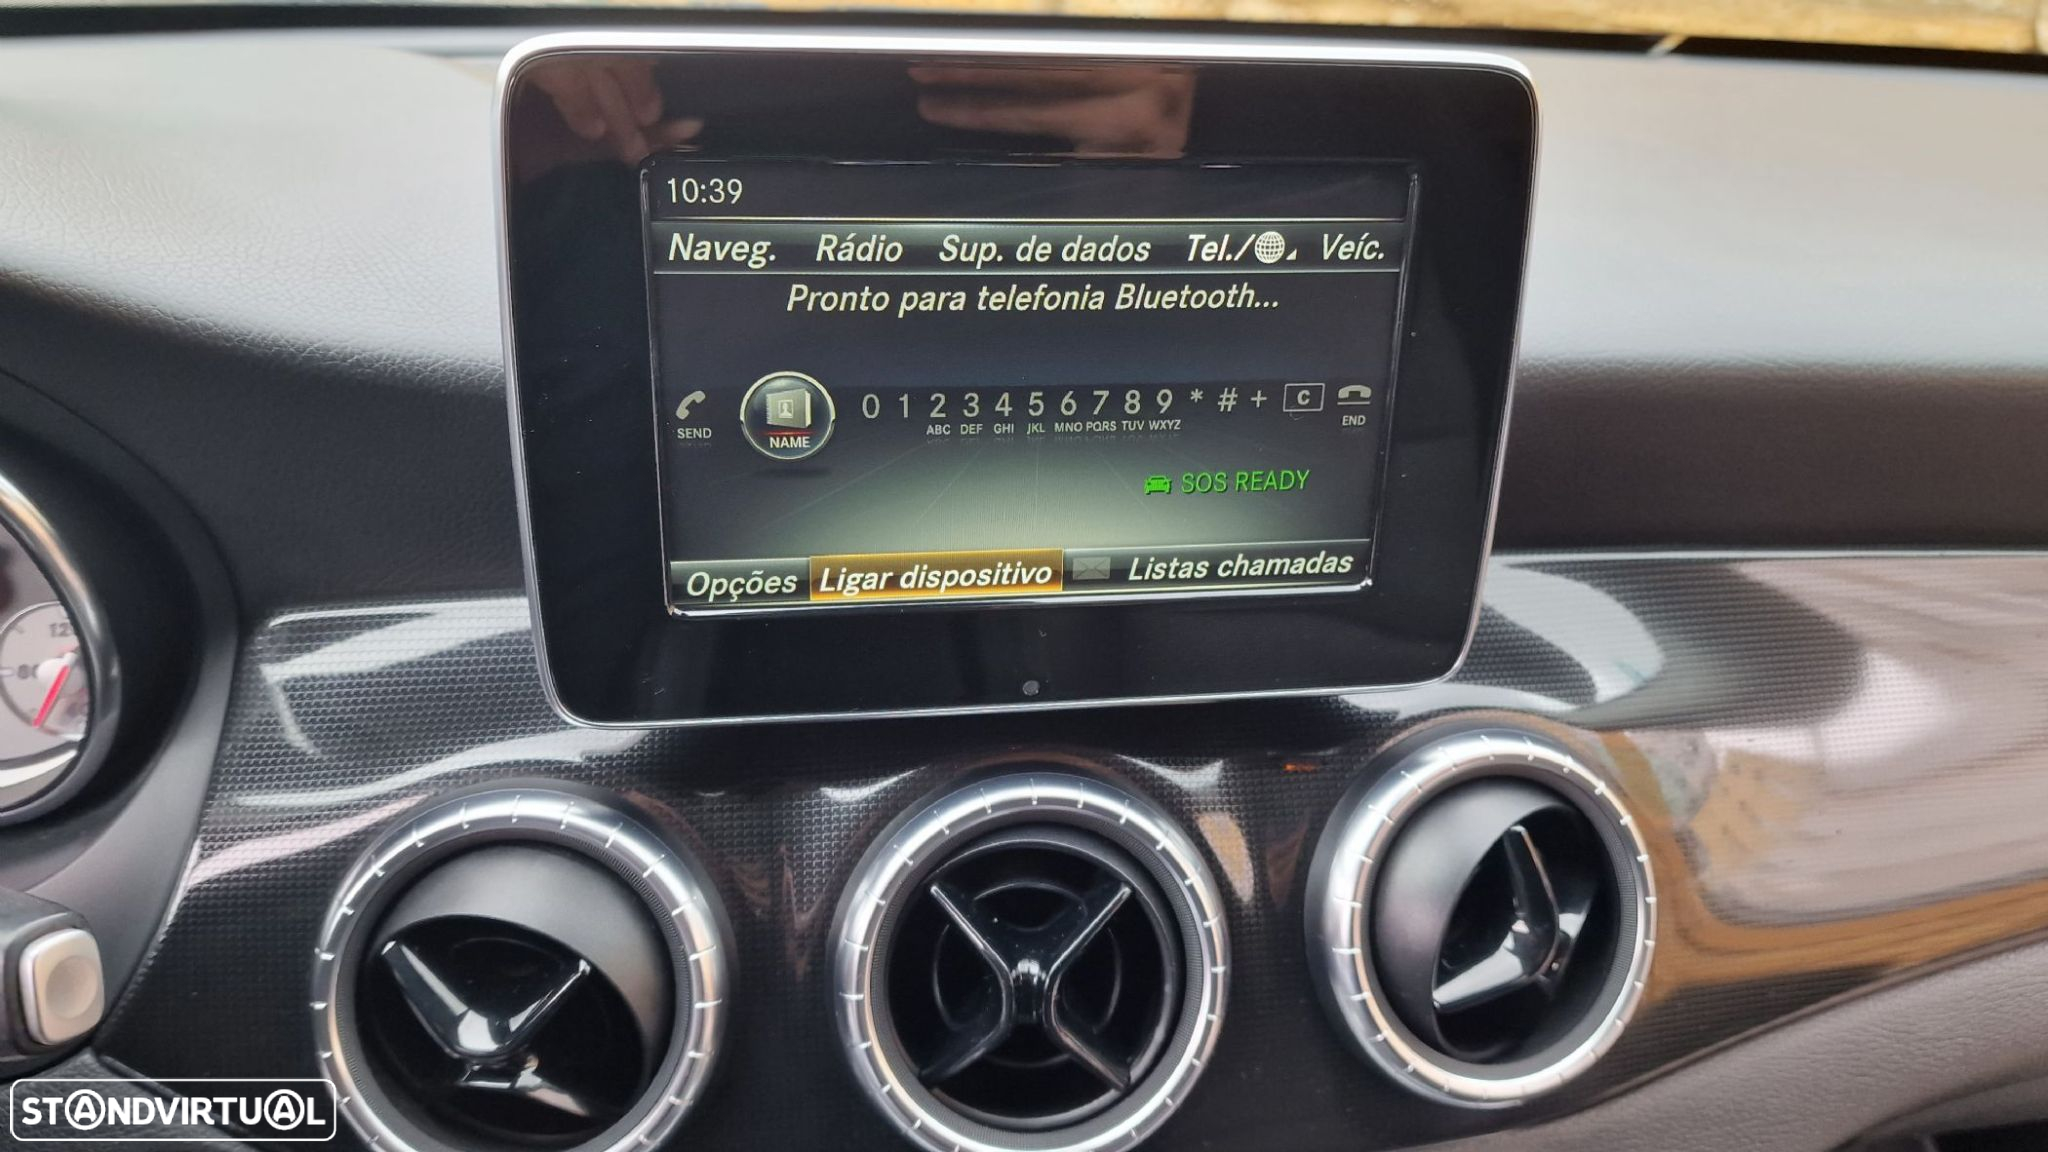 10:39
Naveg. Rádio Sup. de dados Tel./ Veíc.
Pronto para telefonia Bluetooth...
0 1 2 3 4 5 6 7 8 9 * # + C
SEND NAME ABC DEF GHI JKL MNO PQRS TUV WXYZ END
SOS READY
Opções Ligar dispositivo Listas chamadas
STANDVIRTUAL